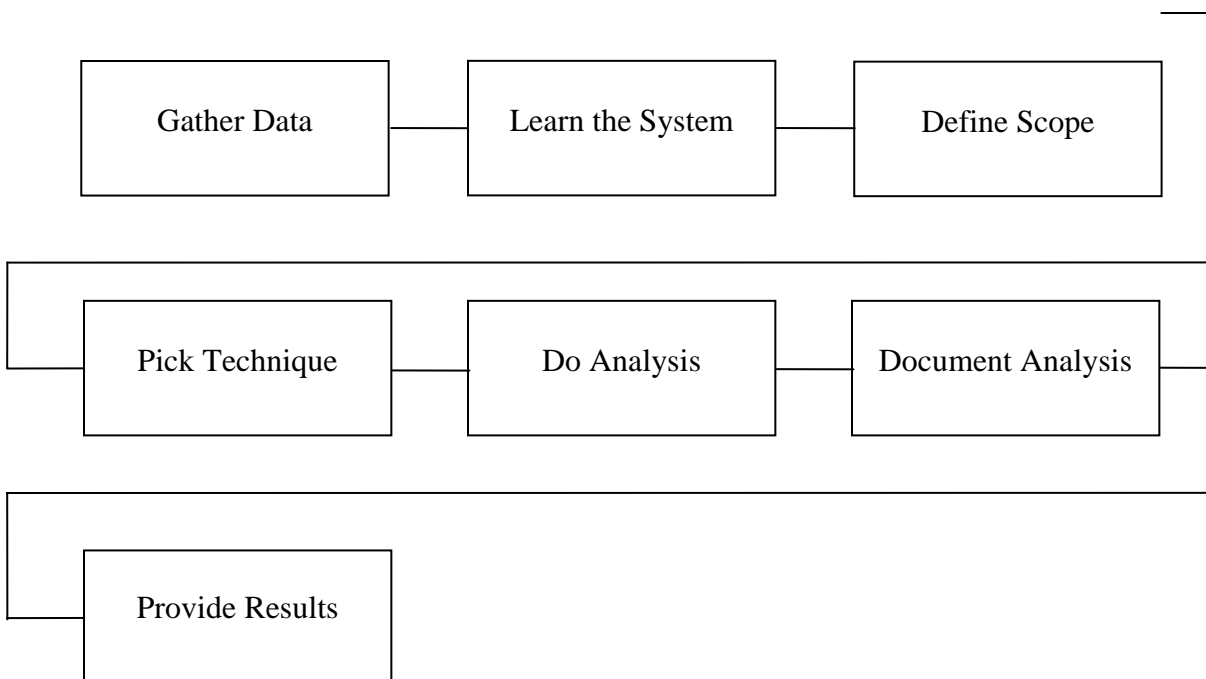 Gather Data
Learn the System
Define Scope
Pick Technique
Do Analysis
Document Analysis
Provide Results